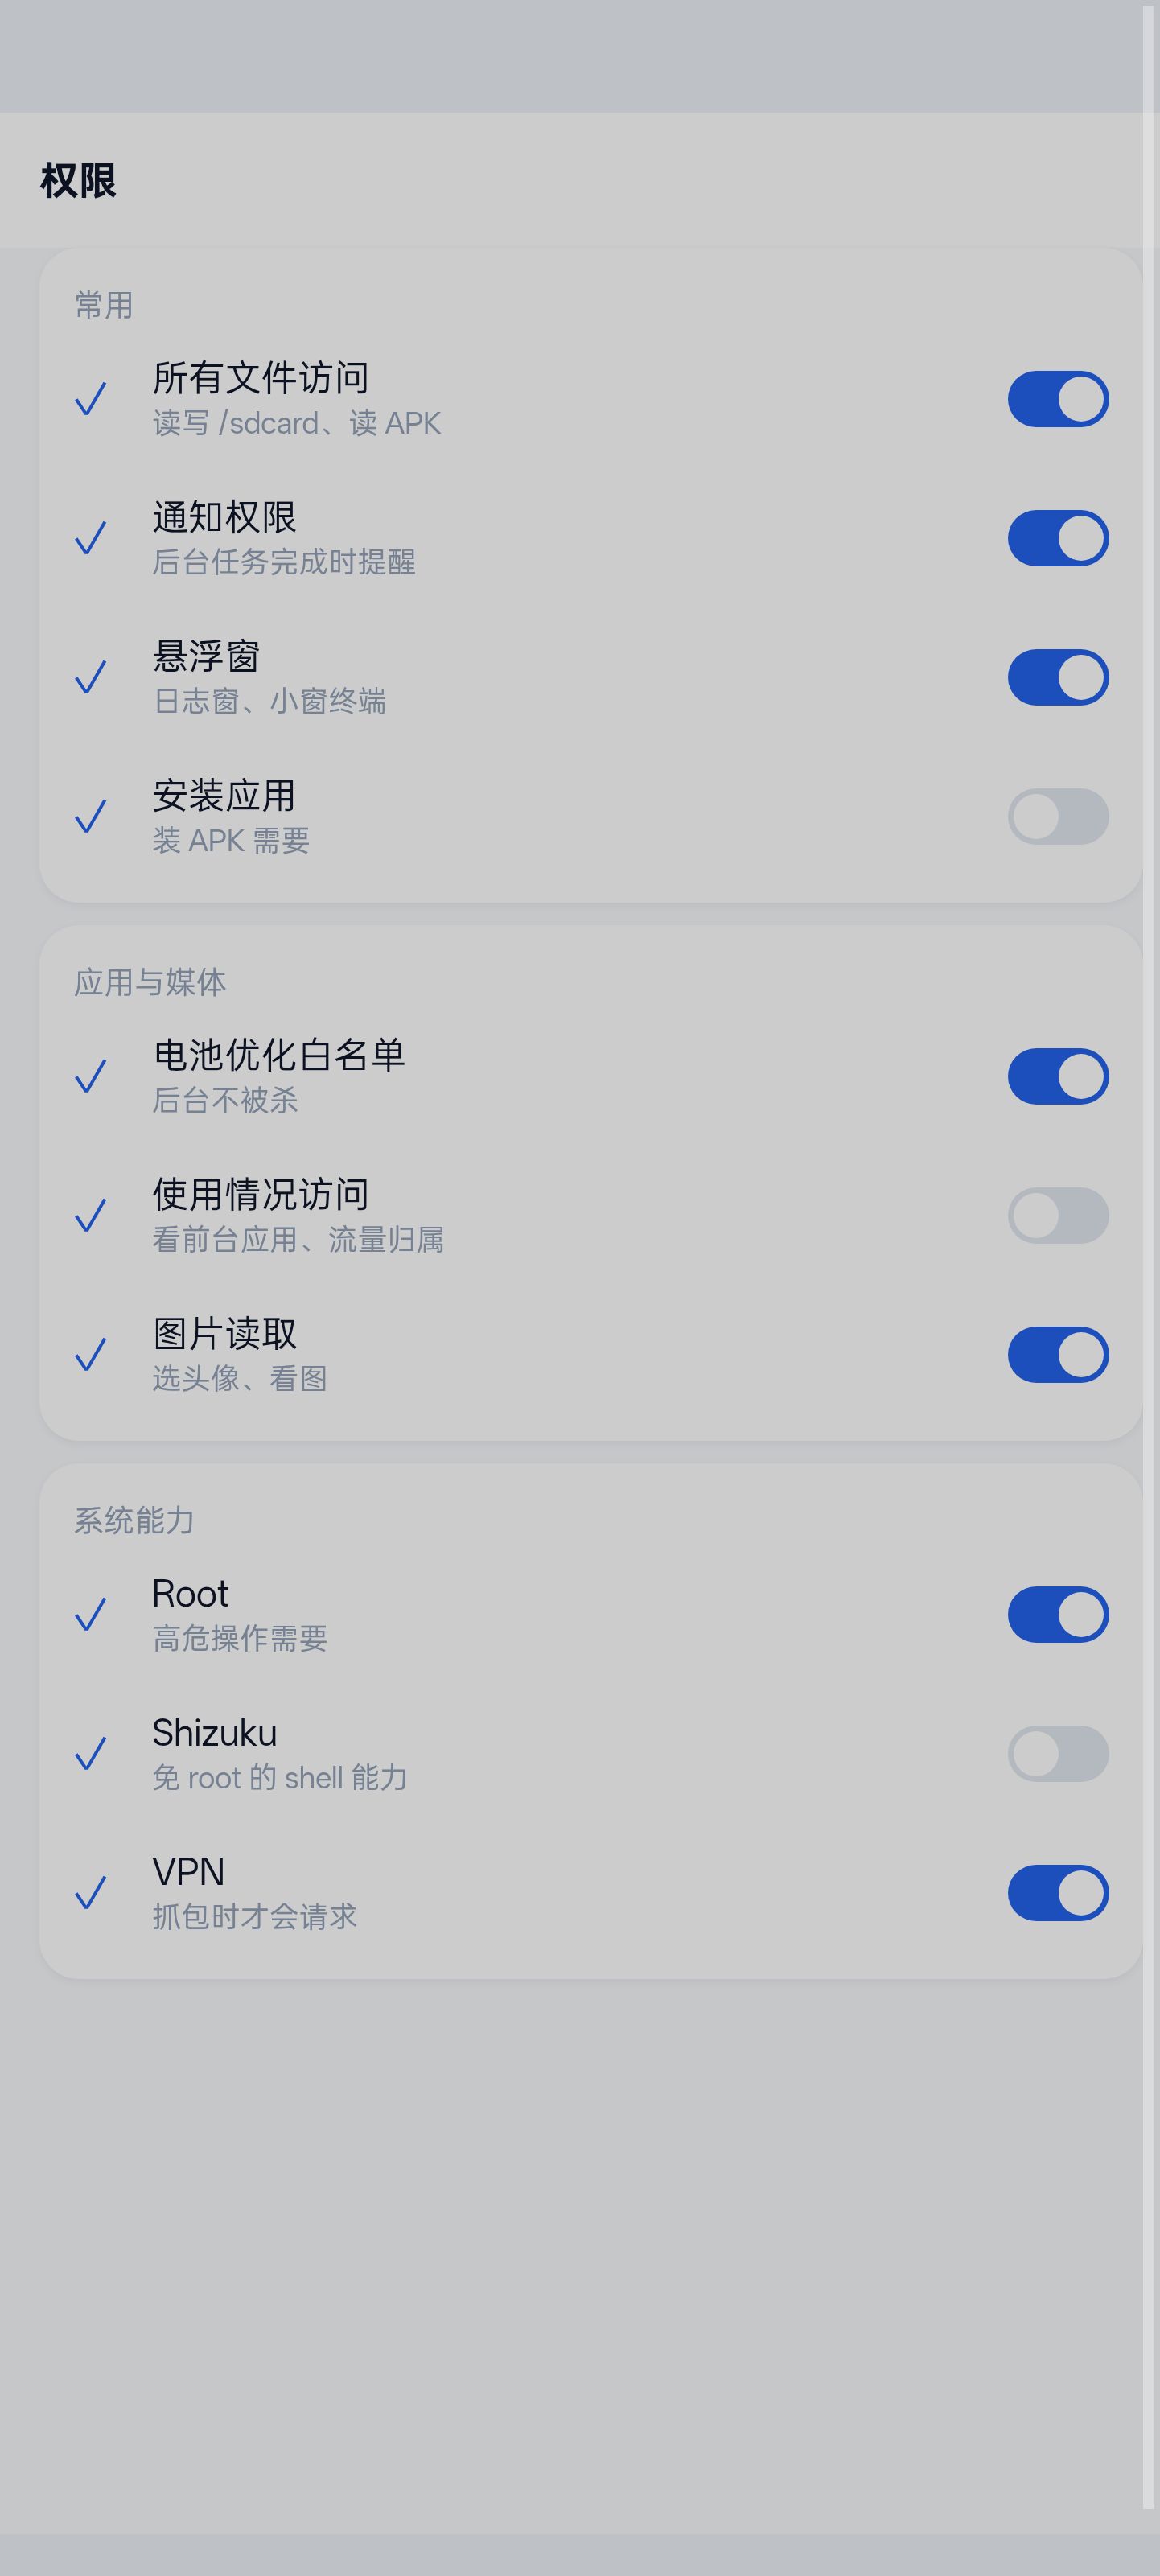 权限
常用
所有文件访问
读写 /sdcard、读 APK
通知权限
后台任务完成时提醒
悬浮窗
日志窗、小窗终端
安装应用
装 APK 需要
应用与媒体
电池优化白名单
后台不被杀
使用情况访问
看前台应用、流量归属
图片读取
选头像、看图
系统能力
Root
高危操作需要
Shizuku
免 root 的 shell 能力
VPN
抓包时才会请求